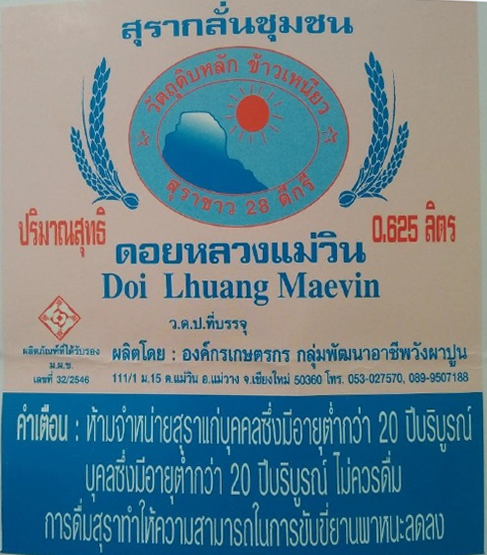 สุรากลั่นชุมชน
วัตถุดิบหลัก ข้าวเหนียว
สุราขาว 28 ดีกรี
ปริมาณสุทธิ
0.625 ลิตร
ดอยหลวงแม่วิน
Doi Lhuang Maevin
ว.ด.ป.ที่บรรจุ
ผลิตภัณฑ์ที่ได้รับรอง
ม.ผ.ช.
เลขที่ 32/2546
ผลิตโดย : องค์กรเกษตรกร กลุ่มพัฒนาอาชีพวังผาปูน
111/1 ม.15 ต.แม่วิน อ.แม่วาง จ.เชียงใหม่ 50360 โทร. 053-027570, 089-9507188
คำเตือน : ห้ามจำหน่ายสุราแก่บุคคลซึ่งมีอายุต่ำกว่า 20 ปีบริบูรณ์
บุคลซึ่งมีอายุต่ำกว่า 20 ปีบริบูรณ์ ไม่ควรดื่ม
การดื่มสุราทำให้ความสามารถในการขับขี่ยานพาหนะลดลง